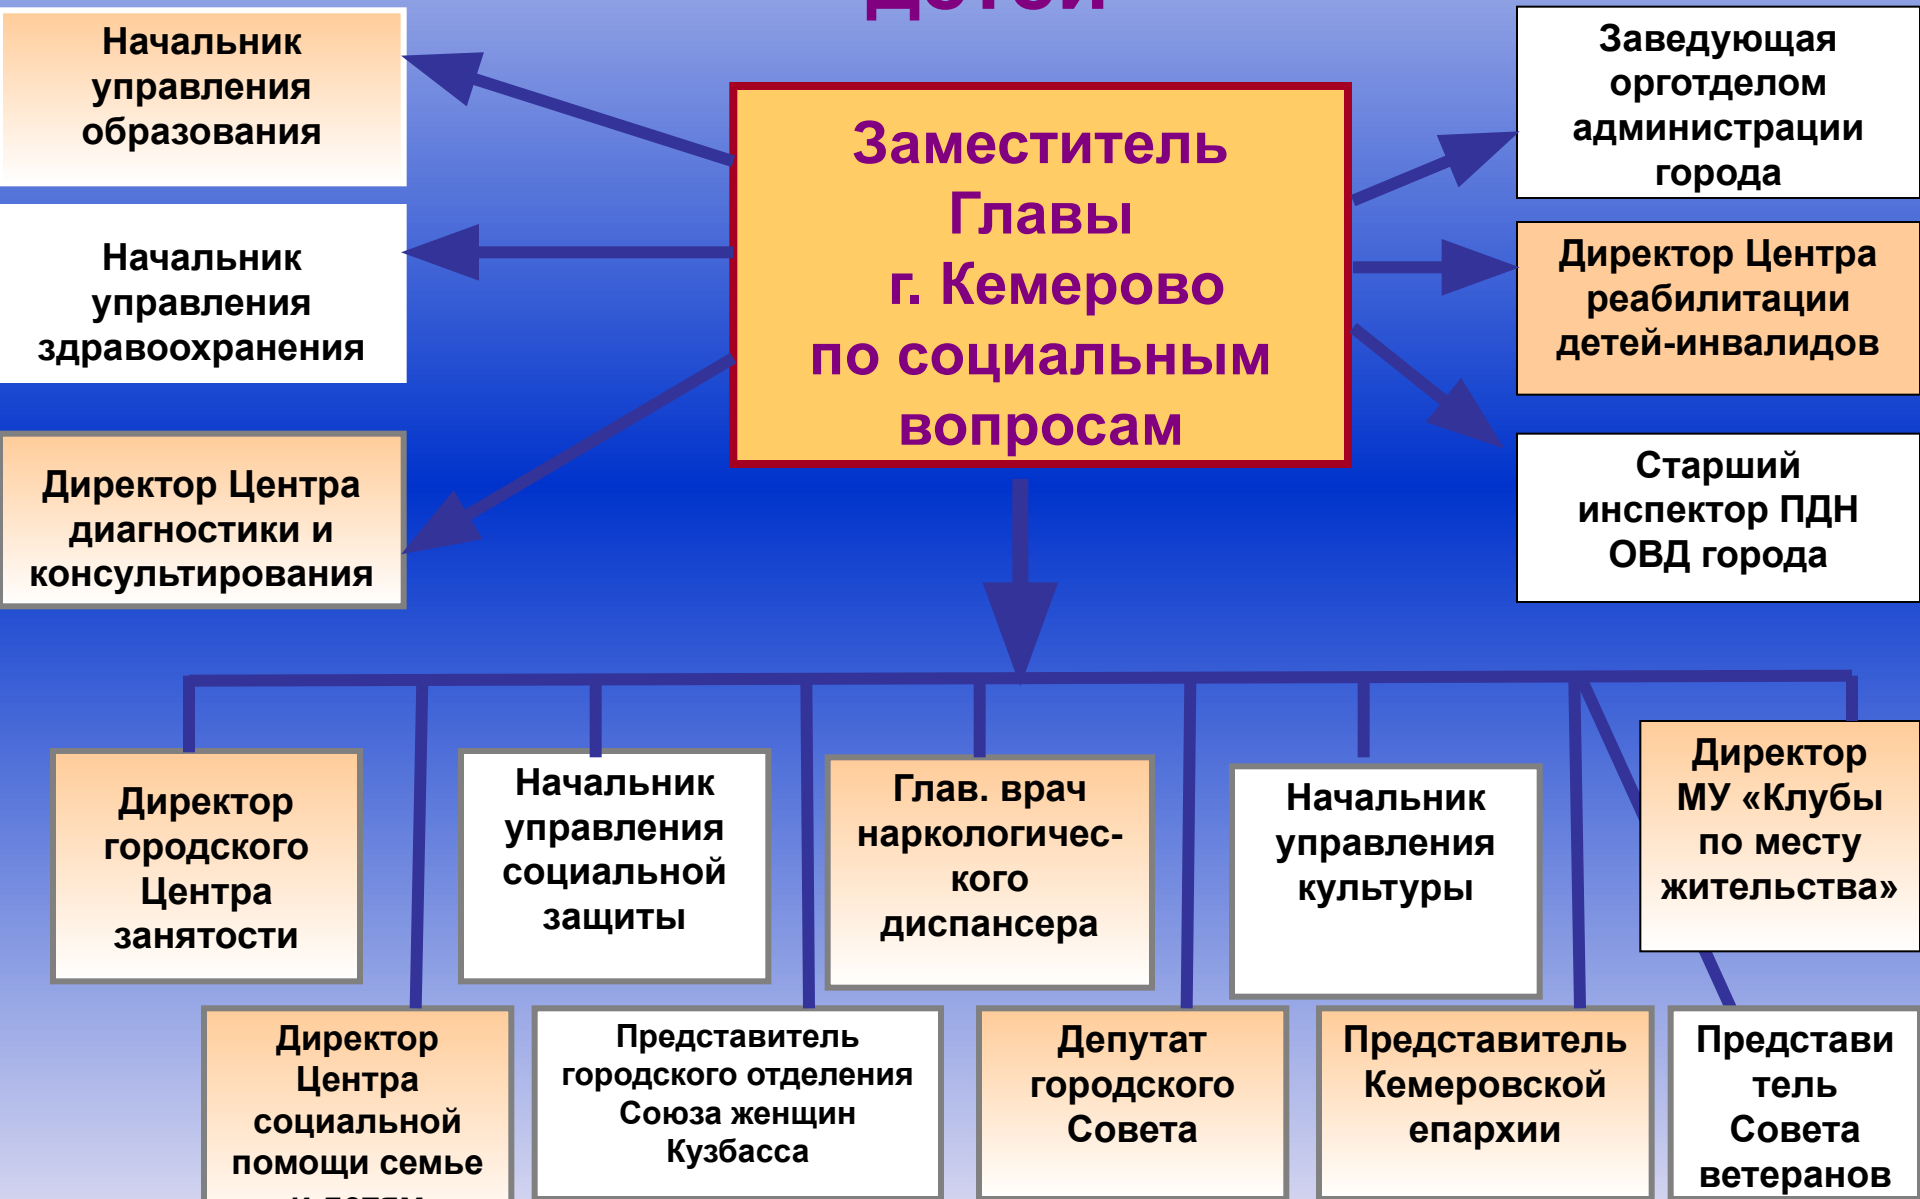 детей
Начальник
управления
образования
Заведующая
орготделом
администрации
города
Заместитель
Главы
г. Кемерово
по социальным
вопросам
Начальник
управления
здравоохранения
Директор Центра
реабилитации
детей-инвалидов
Директор Центра
диагностики и
консультирования
Старший
инспектор ПДН
ОВД города
Директор
городского
Центра
занятости
Начальник
управления
социальной
защиты
Глав. врач
наркологичес-
кого
диспансера
Начальник
управления
культуры
Директор
МУ «Клубы
по месту
жительства»
Директор
Центра
социальной
помощи семье
и детям
Представитель
городского отделения
Союза женщин
Кузбасса
Депутат
городского
Совета
Представитель
Кемеровской
епархии
Представи
тель
Совета
ветеранов